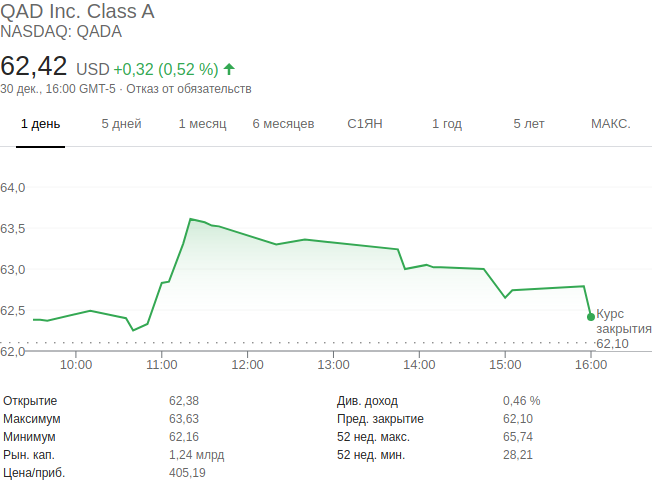 QAD Inc. Class A
NASDAQ: QADA
62,42 USD +0,32 (0,52 %)
30 дек., 16:00 GMT-5 · Отказ от обязательств
1 день 5 дней 1 месяц 6 месяцев С1ЯН 1 год 5 лет МАКС.
64,0
63,5
63,0
62,5
Курс
закрытия
62,10
62,0
10:00 11:00 12:00 13:00 14:00 15:00 16:00
Открытие 62,38 Див. доход 0,46 %
Максимум 63,63 Пред. закрытие 62,10
Минимум 62,16 52 нед. макс. 65,74
Рын. кап. 1,24 млрд 52 нед. мин. 28,21
Цена/приб. 405,19